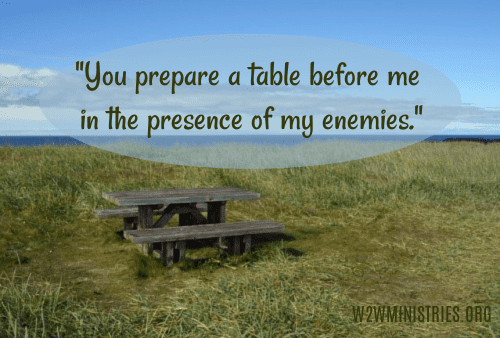 "You prepare a table before me
in the presence of my enemies."
W2WMINISTRIES.ORG